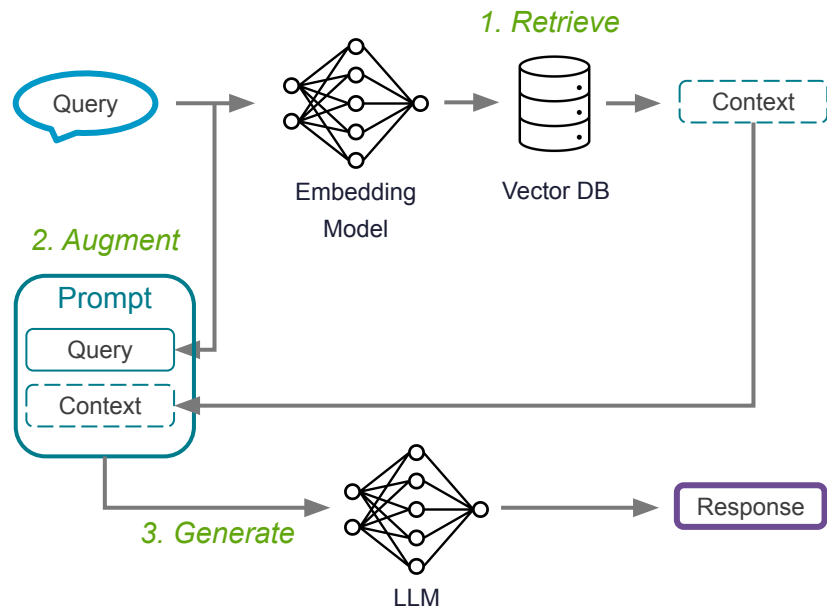 1. Retrieve
Query
Context
Embedding
Model
Vector DB
2. Augment
Prompt
Query
Context
3. Generate
Response
LLM